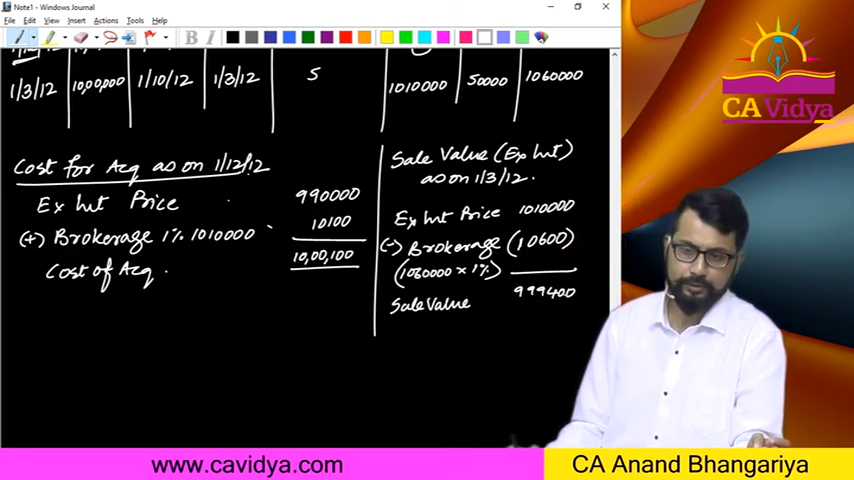 Note1 - Windows Journal
File Edit View Insert Actions Tools Help
B I
1/3/12 10,00,000 1/10/12 1/3/12 5 1010000 50000 1060000
CA Vidya
Cost for Acq as on 1/12/12
Ex Int Price 990000
(+) Brokerage 1% 1010000 - 10100
Cost of Acq. 10,00,100
Sale Value (Ex Int)
as on 1/3/12.
Ex Int Price 1010000
(-) Brokerage (10600)
(1060000 x 1%)
Sale Value 999400
www.cavidya.com
CA Anand Bhangariya